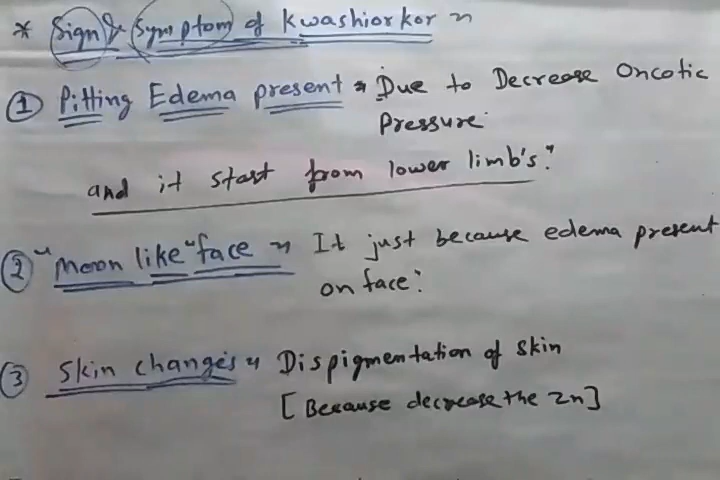 * Sign & Symptom of Kwashiorkor
① Pitting Edema present Due to Decrease Oncotic
Pressure
and it start from lower limb's.
② "Moon like" face It just because edema present
on face.
③ Skin changes Dispigmentation of Skin
[Because decrease the Zn]